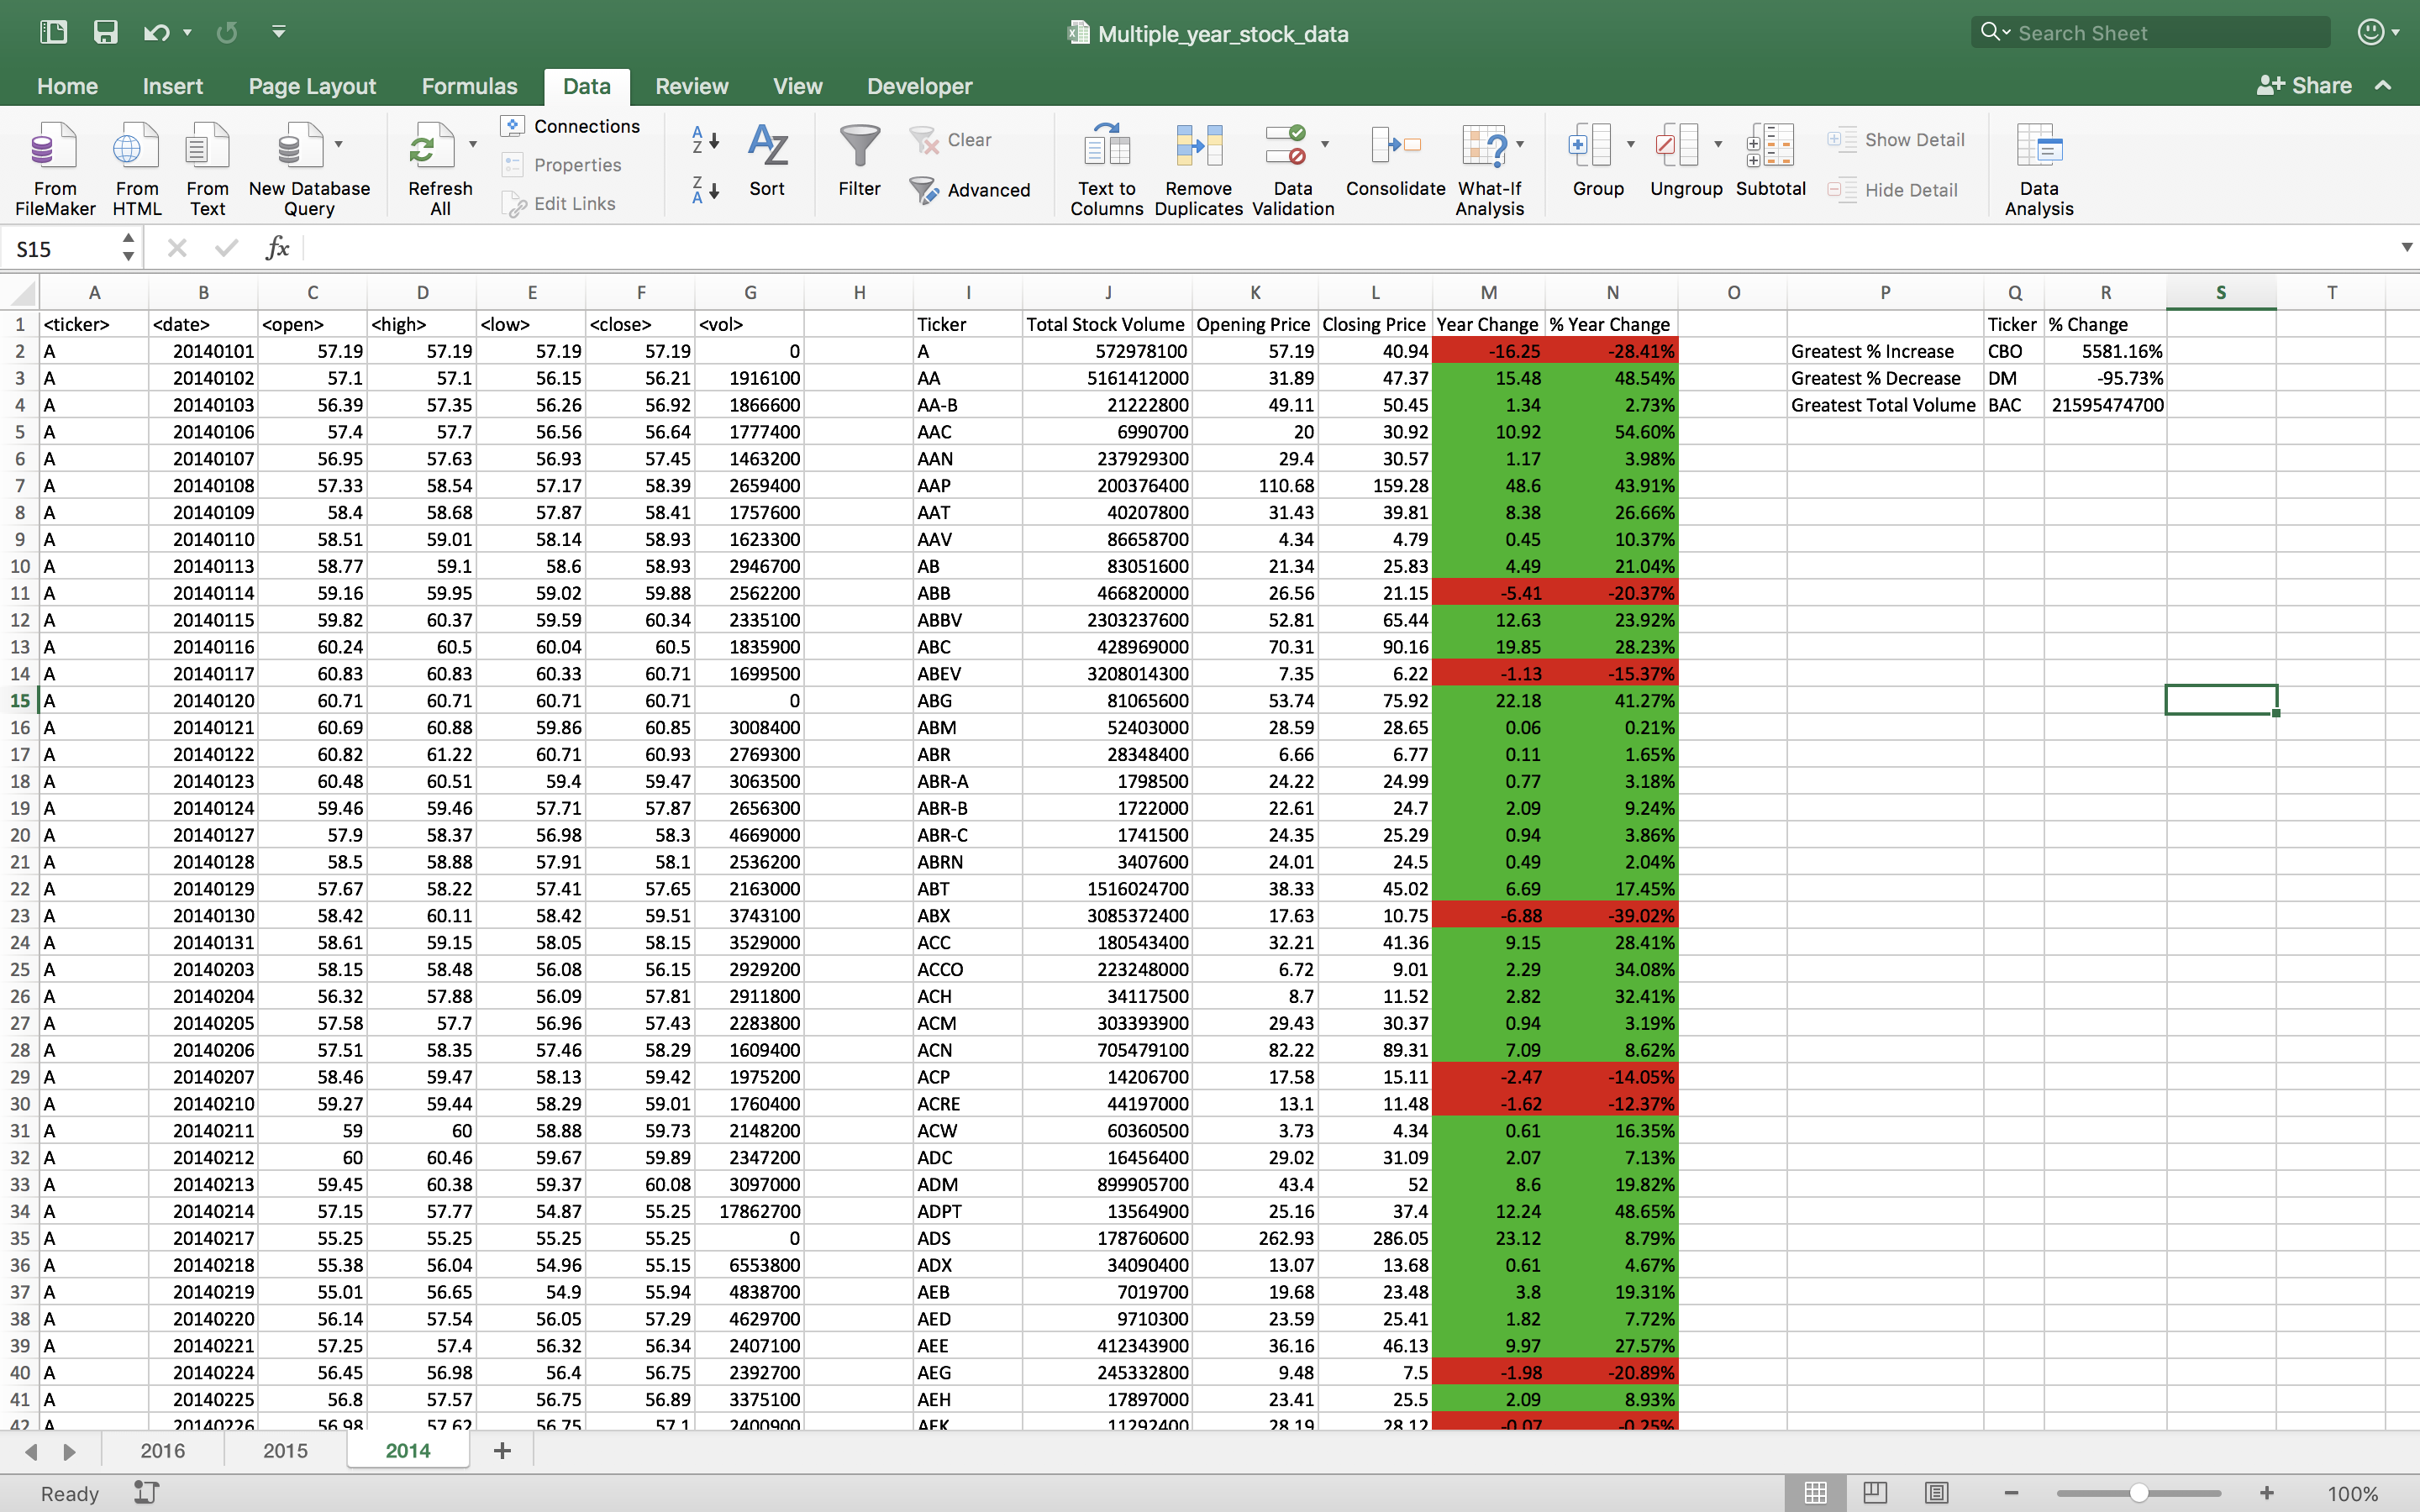 Multiple_year_stock_data
Search Sheet
Home Insert Page Layout Formulas Data Review View Developer Share
From FileMaker From HTML From Text New Database Query Refresh All Connections Properties Edit Links Sort Filter Clear Advanced Text to Columns Remove Duplicates Data Validation Consolidate What-If Analysis Group Ungroup Subtotal Show Detail Hide Detail Data Analysis
S15 fx
A B C D E F G H I J K L M N O P Q R S T
1 <ticker> <date> <open> <high> <low> <close> <vol> Ticker Total Stock Volume Opening Price Closing Price Year Change % Year Change Ticker % Change
2 A 20140101 57.19 57.19 57.19 57.19 0 A 572978100 57.19 40.94 -16.25 -28.41% Greatest % Increase CBO 5581.16%
3 A 20140102 57.1 57.1 56.15 56.21 1916100 AA 5161412000 31.89 47.37 15.48 48.54% Greatest % Decrease DM -95.73%
4 A 20140103 56.39 57.35 56.26 56.92 1866600 AA-B 21222800 49.11 50.45 1.34 2.73% Greatest Total Volume BAC 21595474700
5 A 20140106 57.4 57.7 56.56 56.64 1777400 AAC 6990700 20 30.92 10.92 54.60%
6 A 20140107 56.95 57.63 56.93 57.45 1463200 AAN 237929300 29.4 30.57 1.17 3.98%
7 A 20140108 57.33 58.54 57.17 58.39 2659400 AAP 200376400 110.68 159.28 48.6 43.91%
8 A 20140109 58.4 58.68 57.87 58.41 1757600 AAT 40207800 31.43 39.81 8.38 26.66%
9 A 20140110 58.51 59.01 58.14 58.93 1623300 AAV 86658700 4.34 4.79 0.45 10.37%
10 A 20140113 58.77 59.1 58.6 58.93 2946700 AB 83051600 21.34 25.83 4.49 21.04%
11 A 20140114 59.16 59.95 59.02 59.88 2562200 ABB 466820000 26.56 21.15 -5.41 -20.37%
12 A 20140115 59.82 60.37 59.59 60.34 2335100 ABBV 2303237600 52.81 65.44 12.63 23.92%
13 A 20140116 60.24 60.5 60.04 60.5 1835900 ABC 428969000 70.31 90.16 19.85 28.23%
14 A 20140117 60.83 60.83 60.33 60.71 1699500 ABEV 3208014300 7.35 6.22 -1.13 -15.37%
15 A 20140120 60.71 60.71 60.71 60.71 0 ABG 81065600 53.74 75.92 22.18 41.27%
16 A 20140121 60.69 60.88 59.86 60.85 3008400 ABM 52403000 28.59 28.65 0.06 0.21%
17 A 20140122 60.82 61.22 60.71 60.93 2769300 ABR 28348400 6.66 6.77 0.11 1.65%
18 A 20140123 60.48 60.51 59.4 59.47 3063500 ABR-A 1798500 24.22 24.99 0.77 3.18%
19 A 20140124 59.46 59.46 57.71 57.87 2656300 ABR-B 1722000 22.61 24.7 2.09 9.24%
20 A 20140127 57.9 58.37 56.98 58.3 4669000 ABR-C 1741500 24.35 25.29 0.94 3.86%
21 A 20140128 58.5 58.88 57.91 58.1 2536200 ABRN 3407600 24.01 24.5 0.49 2.04%
22 A 20140129 57.67 58.22 57.41 57.65 2163000 ABT 1516024700 38.33 45.02 6.69 17.45%
23 A 20140130 58.42 60.11 58.42 59.51 3743100 ABX 3085372400 17.63 10.75 -6.88 -39.02%
24 A 20140131 58.61 59.15 58.05 58.15 3529000 ACC 180543400 32.21 41.36 9.15 28.41%
25 A 20140203 58.15 58.48 56.08 56.15 2929200 ACCO 223248000 6.72 9.01 2.29 34.08%
26 A 20140204 56.32 57.88 56.09 57.81 2911800 ACH 34117500 8.7 11.52 2.82 32.41%
27 A 20140205 57.58 57.7 56.96 57.43 2283800 ACM 303393900 29.43 30.37 0.94 3.19%
28 A 20140206 57.51 58.35 57.46 58.29 1609400 ACN 705479100 82.22 89.31 7.09 8.62%
29 A 20140207 58.46 59.47 58.13 59.42 1975200 ACP 14206700 17.58 15.11 -2.47 -14.05%
30 A 20140210 59.27 59.44 58.29 59.01 1760400 ACRE 44197000 13.1 11.48 -1.62 -12.37%
31 A 20140211 59 60 58.88 59.73 2148200 ACW 60360500 3.73 4.34 0.61 16.35%
32 A 20140212 60 60.46 59.67 59.89 2347200 ADC 16456400 29.02 31.09 2.07 7.13%
33 A 20140213 59.45 60.38 59.37 60.08 3097000 ADM 899905700 43.4 52 8.6 19.82%
34 A 20140214 57.15 57.77 54.87 55.25 17862700 ADPT 13564900 25.16 37.4 12.24 48.65%
35 A 20140217 55.25 55.25 55.25 55.25 0 ADS 178760600 262.93 286.05 23.12 8.79%
36 A 20140218 55.38 56.04 54.96 55.15 6553800 ADX 34090400 13.07 13.68 0.61 4.67%
37 A 20140219 55.01 56.65 54.9 55.94 4838700 AEB 7019700 19.68 23.48 3.8 19.31%
38 A 20140220 56.14 57.54 56.05 57.29 4629700 AED 9710300 23.59 25.41 1.82 7.72%
39 A 20140221 57.25 57.4 56.32 56.34 2407100 AEE 412343900 36.16 46.13 9.97 27.57%
40 A 20140224 56.45 56.98 56.4 56.75 2392700 AEG 245332800 9.48 7.5 -1.98 -20.89%
41 A 20140225 56.8 57.57 56.75 56.89 3375100 AEH 17897000 23.41 25.5 2.09 8.93%
42 A 20140226 56.98 57.62 56.75 57.1 2400900 AEK 11292400 28.19 28.12 -0.07 -0.25%
2016 2015 2014
Ready 100%